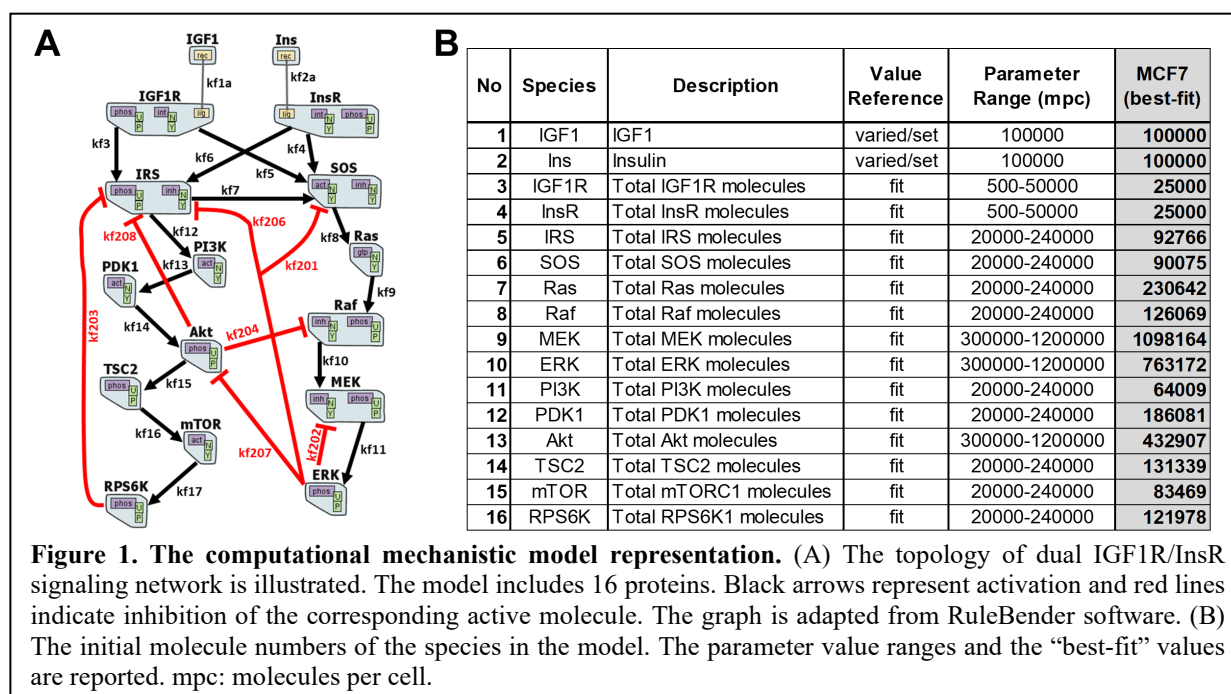 A
IGF1
rec
Ins
rec
kf1a
kf2a
IGF1R
phos
U
P
int
N
Y
lig
InsR
lig
int
N
Y
phos
U
P
kf3
kf6
kf5
kf4
IRS
phos
U
P
inh
N
Y
kf7
SOS
act
N
Y
inh
N
Y
kf206
kf208
kf12
kf8
kf201
PI3K
act
N
Y
Ras
gtp
N
Y
kf13
PDK1
act
N
Y
kf9
kf203
kf14
Raf
inh
N
Y
phos
U
P
Akt
phos
U
P
kf204
kf10
TSC2
phos
U
P
kf15
MEK
inh
N
Y
phos
U
P
kf16
mTOR
act
N
Y
kf207
kf202
kf11
RPS6K
phos
U
P
kf17
ERK
phos
U
P
B
No Species Description Value Reference Parameter Range (mpc) MCF7 (best-fit)
1 IGF1 IGF1 varied/set 100000 100000
2 Ins Insulin varied/set 100000 100000
3 IGF1R Total IGF1R molecules fit 500-50000 25000
4 InsR Total InsR molecules fit 500-50000 25000
5 IRS Total IRS molecules fit 20000-240000 92766
6 SOS Total SOS molecules fit 20000-240000 90075
7 Ras Total Ras molecules fit 20000-240000 230642
8 Raf Total Raf molecules fit 20000-240000 126069
9 MEK Total MEK molecules fit 300000-1200000 1098164
10 ERK Total ERK molecules fit 300000-1200000 763172
11 PI3K Total PI3K molecules fit 20000-240000 64009
12 PDK1 Total PDK1 molecules fit 20000-240000 186081
13 Akt Total Akt molecules fit 300000-1200000 432907
14 TSC2 Total TSC2 molecules fit 20000-240000 131339
15 mTOR Total mTORC1 molecules fit 20000-240000 83469
16 RPS6K Total RPS6K1 molecules fit 20000-240000 121978
Figure 1. The computational mechanistic model representation. (A) The topology of dual IGF1R/InsR
signaling network is illustrated. The model includes 16 proteins. Black arrows represent activation and red lines
indicate inhibition of the corresponding active molecule. The graph is adapted from RuleBender software. (B)
The initial molecule numbers of the species in the model. The parameter value ranges and the “best-fit” values
are reported. mpc: molecules per cell.